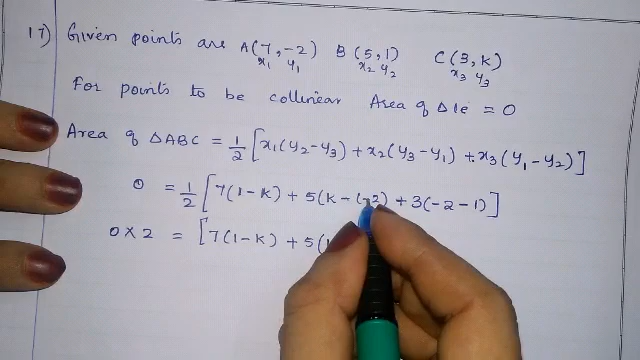 17) Given points are A(7,-2) B(5,1) C(3,K)
x₁ y₁ x₂ y₂ x₃ y₃
For points to be collinear Area of Δle = 0
Area of ΔABC = 1/2 [x₁(y₂-y₃) + x₂(y₃-y₁) + x₃(y₁-y₂)]
0 = 1/2 [7(1-K) + 5(K-(-2) + 3(-2-1)]
0×2 = [7(1-K) + 5(